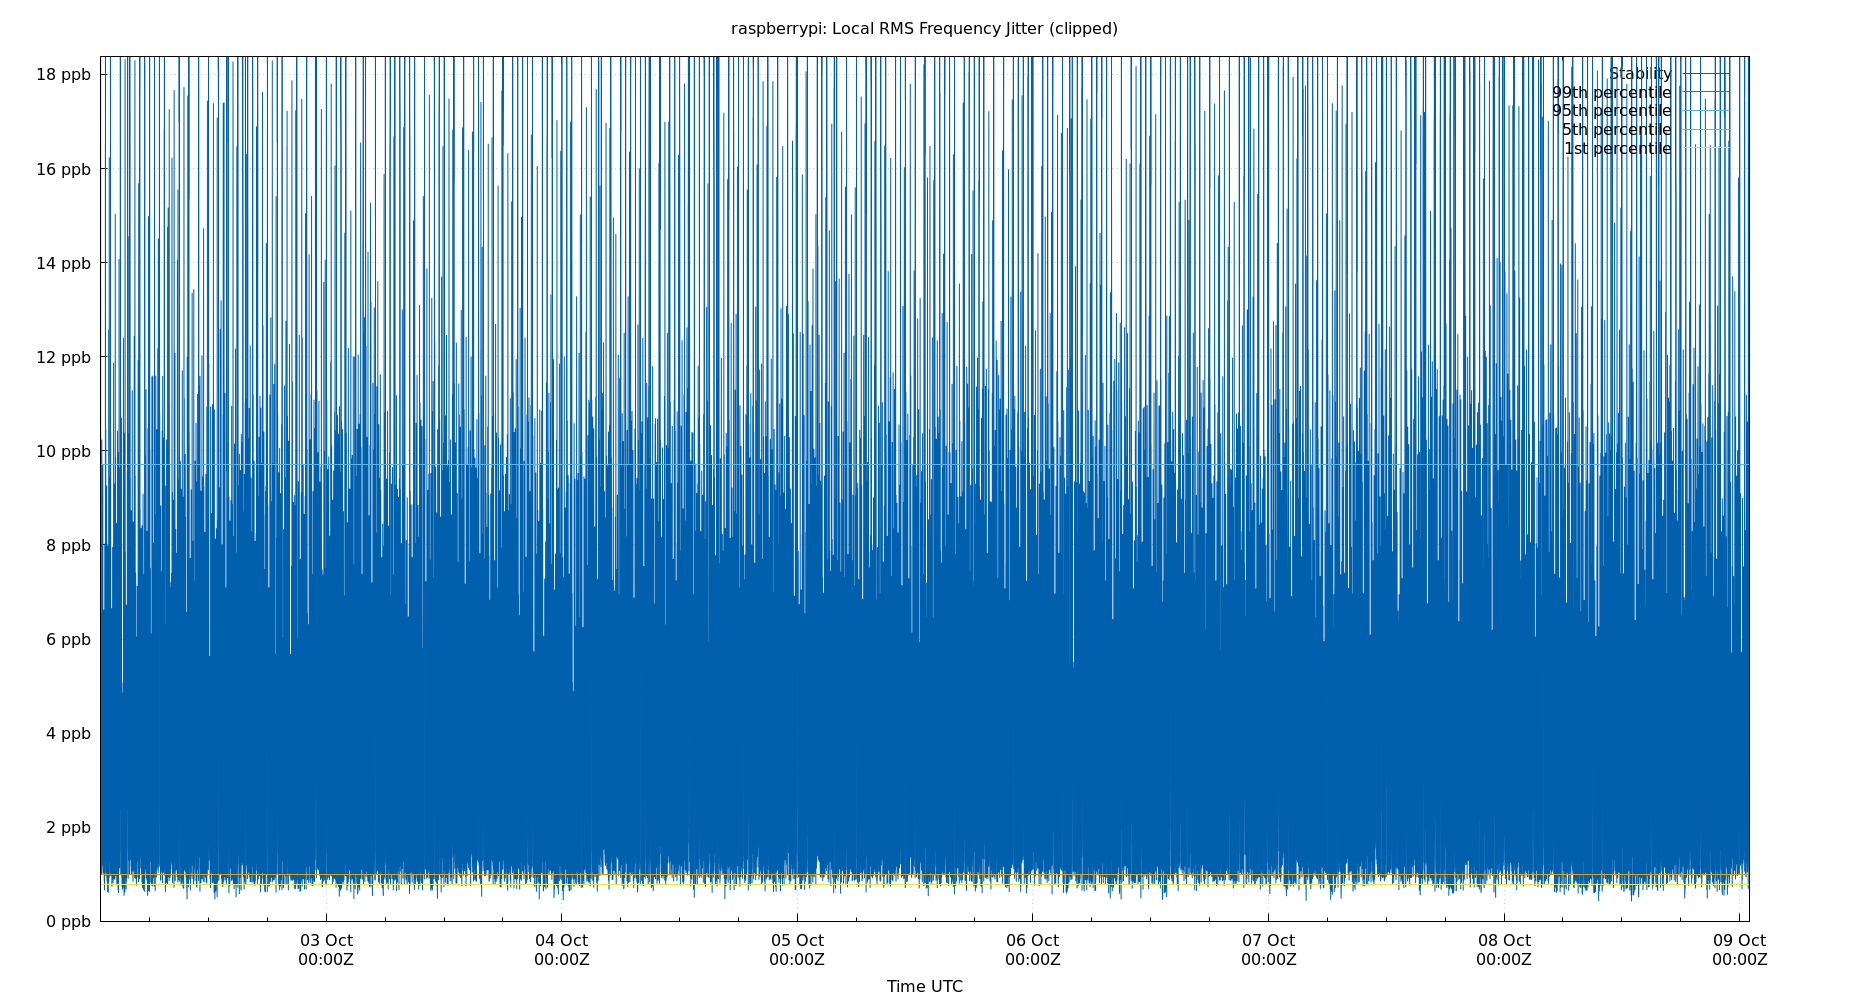 raspberrypi: Local RMS Frequency Jitter (clipped)
18 ppb
16 ppb
14 ppb
12 ppb
10 ppb
8 ppb
6 ppb
4 ppb
2 ppb
0 ppb
Stability
99th percentile
95th percentile
5th percentile
1st percentile
03 Oct
00:00Z
04 Oct
00:00Z
05 Oct
00:00Z
06 Oct
00:00Z
07 Oct
00:00Z
08 Oct
00:00Z
09 Oct
00:00Z
Time UTC